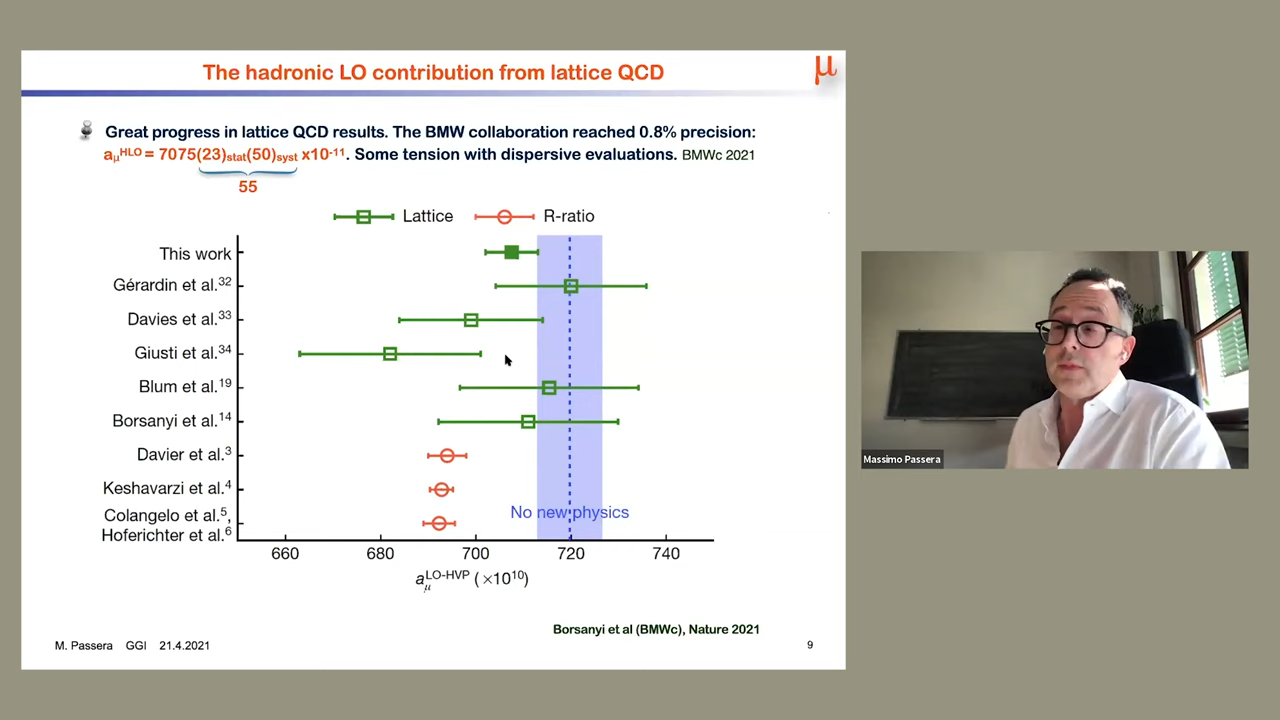 The hadronic LO contribution from lattice QCD
μ
Great progress in lattice QCD results. The BMW collaboration reached 0.8% precision:
aμHLO = 7075(23)stat(50)syst x10-11. Some tension with dispersive evaluations. BMWc 2021
55
Lattice
R-ratio
This work
Gérardin et al.32
Davies et al.33
Giusti et al.34
Blum et al.19
Borsanyi et al.14
Davier et al.3
Keshavarzi et al.4
Colangelo et al.5,
Hoferichter et al.6
No new physics
660 680 700 720 740
aμLO-HVP (×1010)
Borsanyi et al (BMWc), Nature 2021
M. Passera GGI 21.4.2021
9
Massimo Passera